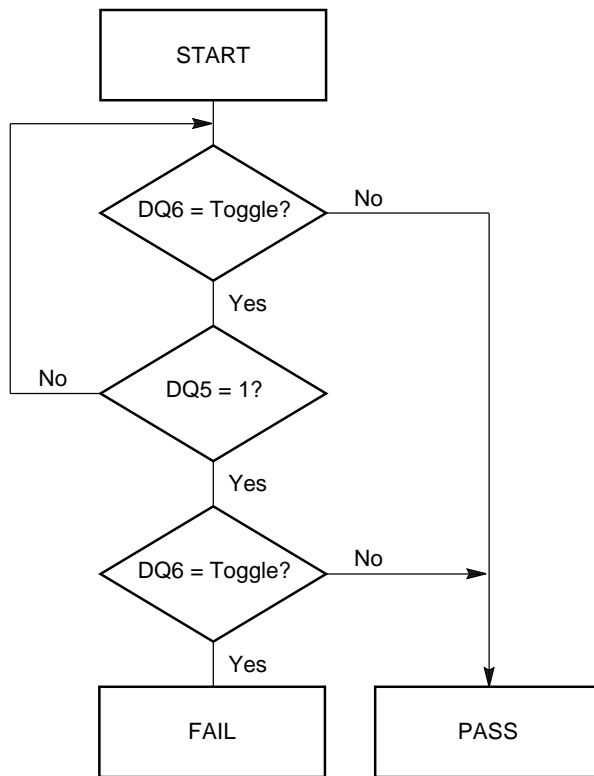 START
DQ6 = Toggle?
No
Yes
No
DQ5 = 1?
Yes
DQ6 = Toggle?
No
Yes
FAIL
PASS